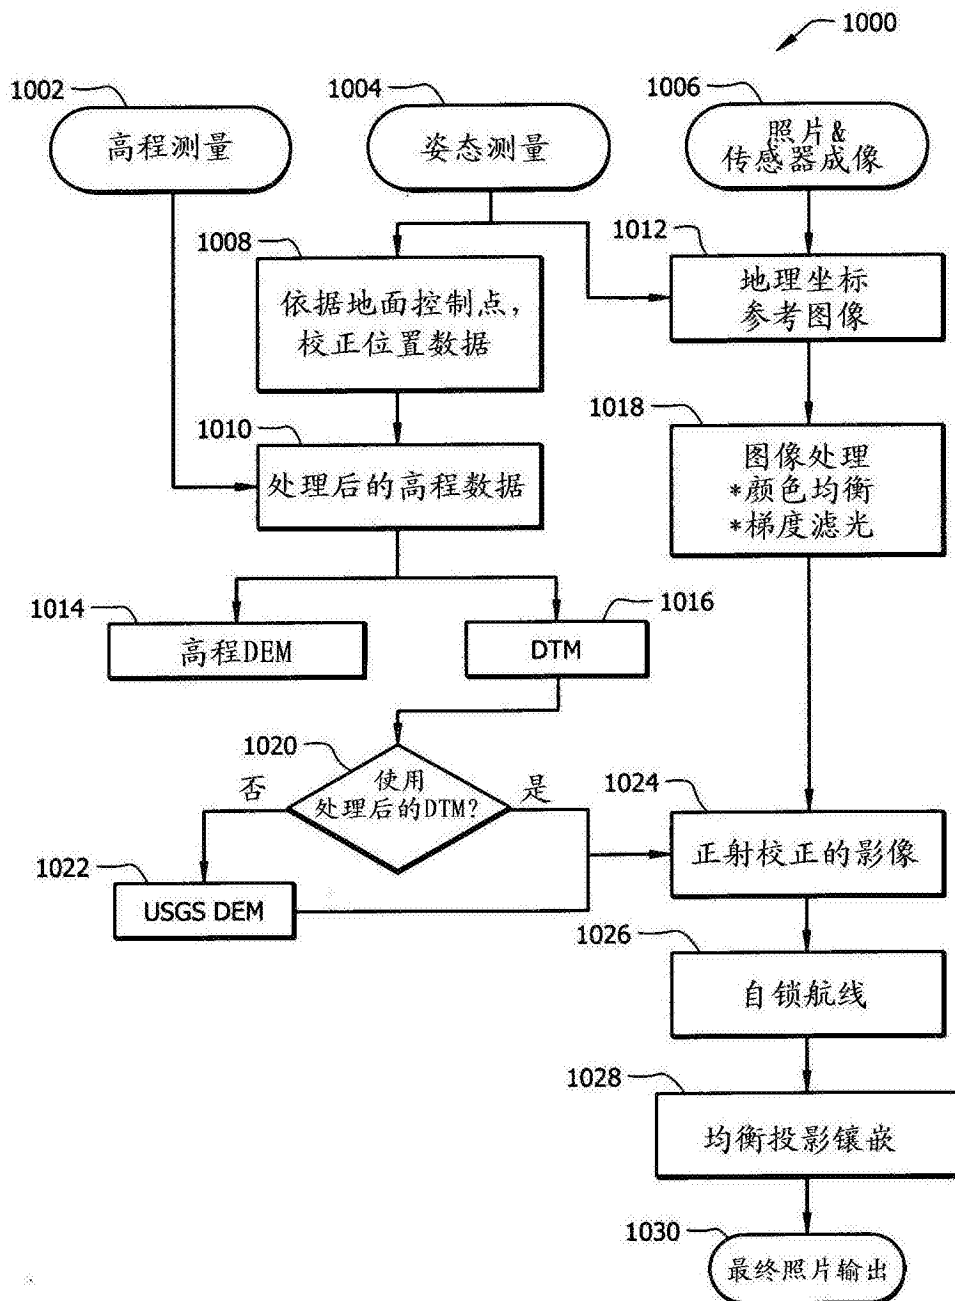 1000
1002
1004
1006
高程测量
姿态测量
照片&
传感器成像
1008
1012
依据地面控制点，
校正位置数据
地理坐标
参考图像
1010
1018
处理后的高程数据
图像处理
*颜色均衡
*梯度滤光
1014
1016
高程DEM
DTM
1020
使用
处理后的DTM?
否
是
1024
正射校正的影像
1022
USGS DEM
1026
自锁航线
1028
均衡投影镶嵌
1030
最终照片输出